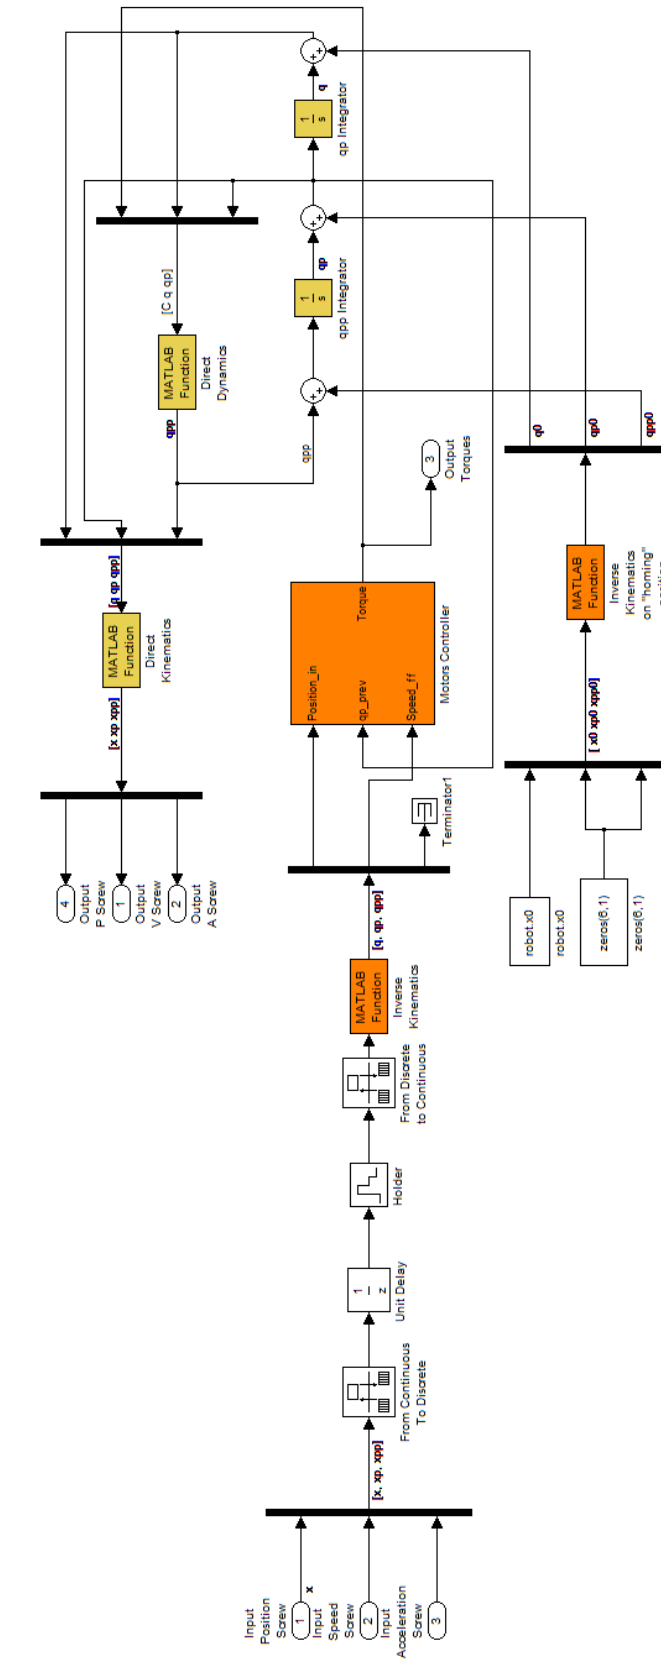 Input
Position
Screw
1
x
Input
Speed
Screw
2
Input
Acceleration
Screw
3
[x, xp, xpp]
From Continuous
To Discrete
1
z
Unit Delay
Holder
From Discrete
to Continuous
MATLAB
Function
Inverse
Kinematics
[q, qp, qpp]
Terminator1
Position_in
qp_prev
Speed_ff
Torque
Motors Controller
3
Output
Torques
4
Output
P Screw
1
Output
V Screw
2
Output
A Screw
[x xp xpp]
MATLAB
Function
Direct
Kinematics
[q qp qpp]
qpp
MATLAB
Function
Direct
Dynamics
[C q qp]
qpp
1
s
qpp Integrator
qp
1
s
qp Integrator
q
robot.x0
robot.x0
zeros(6,1)
zeros(6,1)
[ x0 xp0 xpp0]
MATLAB
Function
Inverse
Kinematics
on "homing"
q0
qp0
qpp0